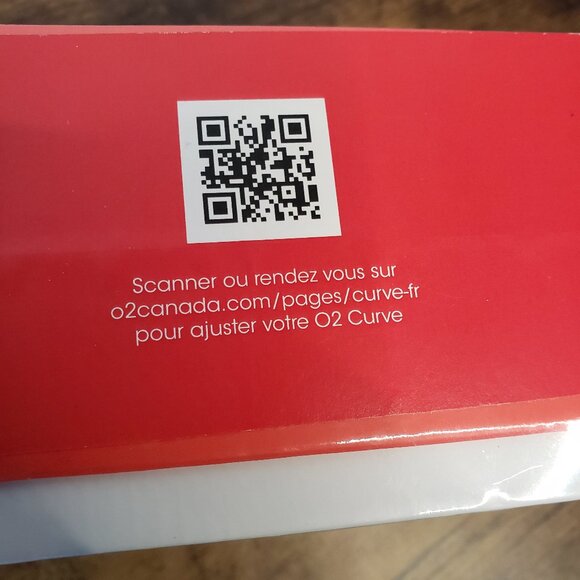 Scanner ou rendez vous sur
o2canada.com/pages/curve-fr
pour ajuster votre O2 Curve